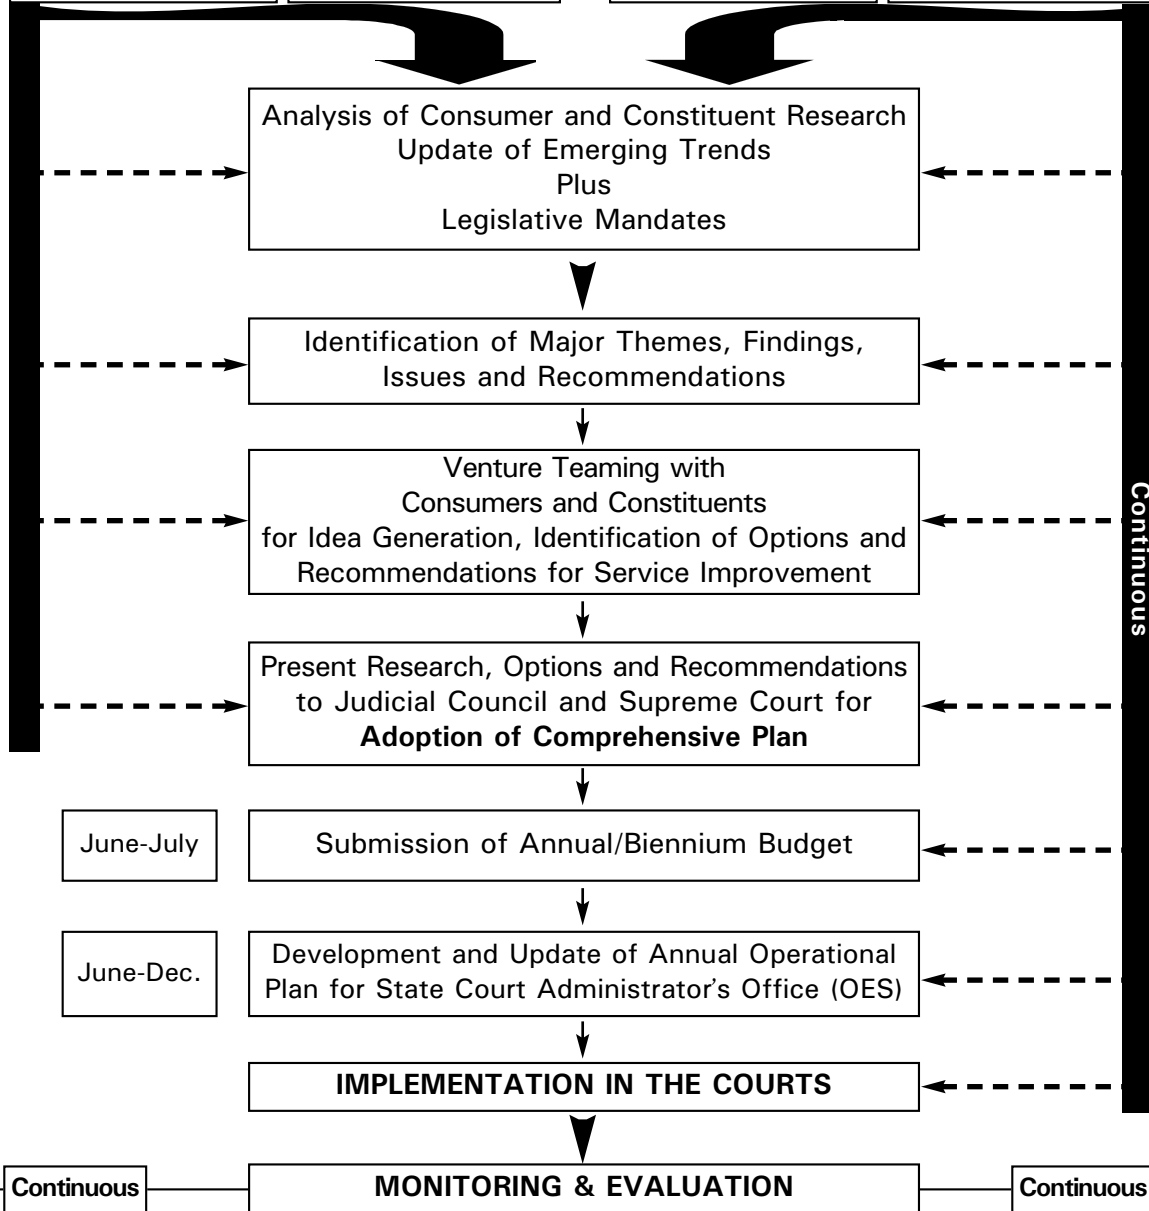 Analysis of Consumer and Constituent Research
Update of Emerging Trends
Plus
Legislative Mandates
Identification of Major Themes, Findings,
Issues and Recommendations
Venture Teaming with
Consumers and Constituents
for Idea Generation, Identification of Options and
Recommendations for Service Improvement
Continuous
Present Research, Options and Recommendations
to Judicial Council and Supreme Court for
Adoption of Comprehensive Plan
June-July
Submission of Annual/Biennium Budget
June-Dec.
Development and Update of Annual Operational
Plan for State Court Administrator's Office (OES)
IMPLEMENTATION IN THE COURTS
Continuous
MONITORING & EVALUATION
Continuous